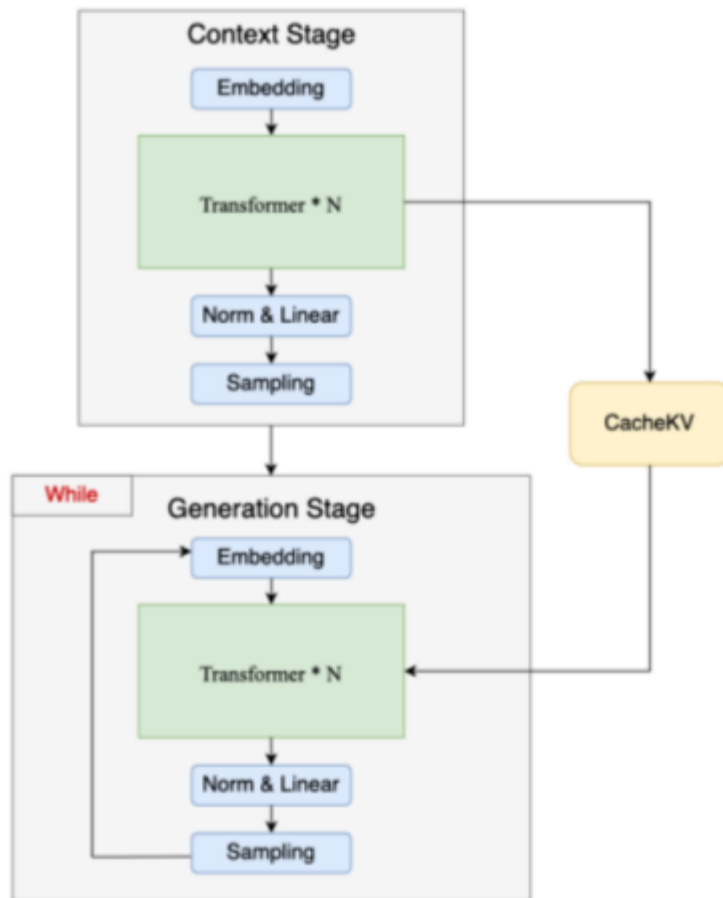 Context Stage
Embedding
Transformer * N
Norm & Linear
Sampling
CacheKV
While
Generation Stage
Embedding
Transformer * N
Norm & Linear
Sampling